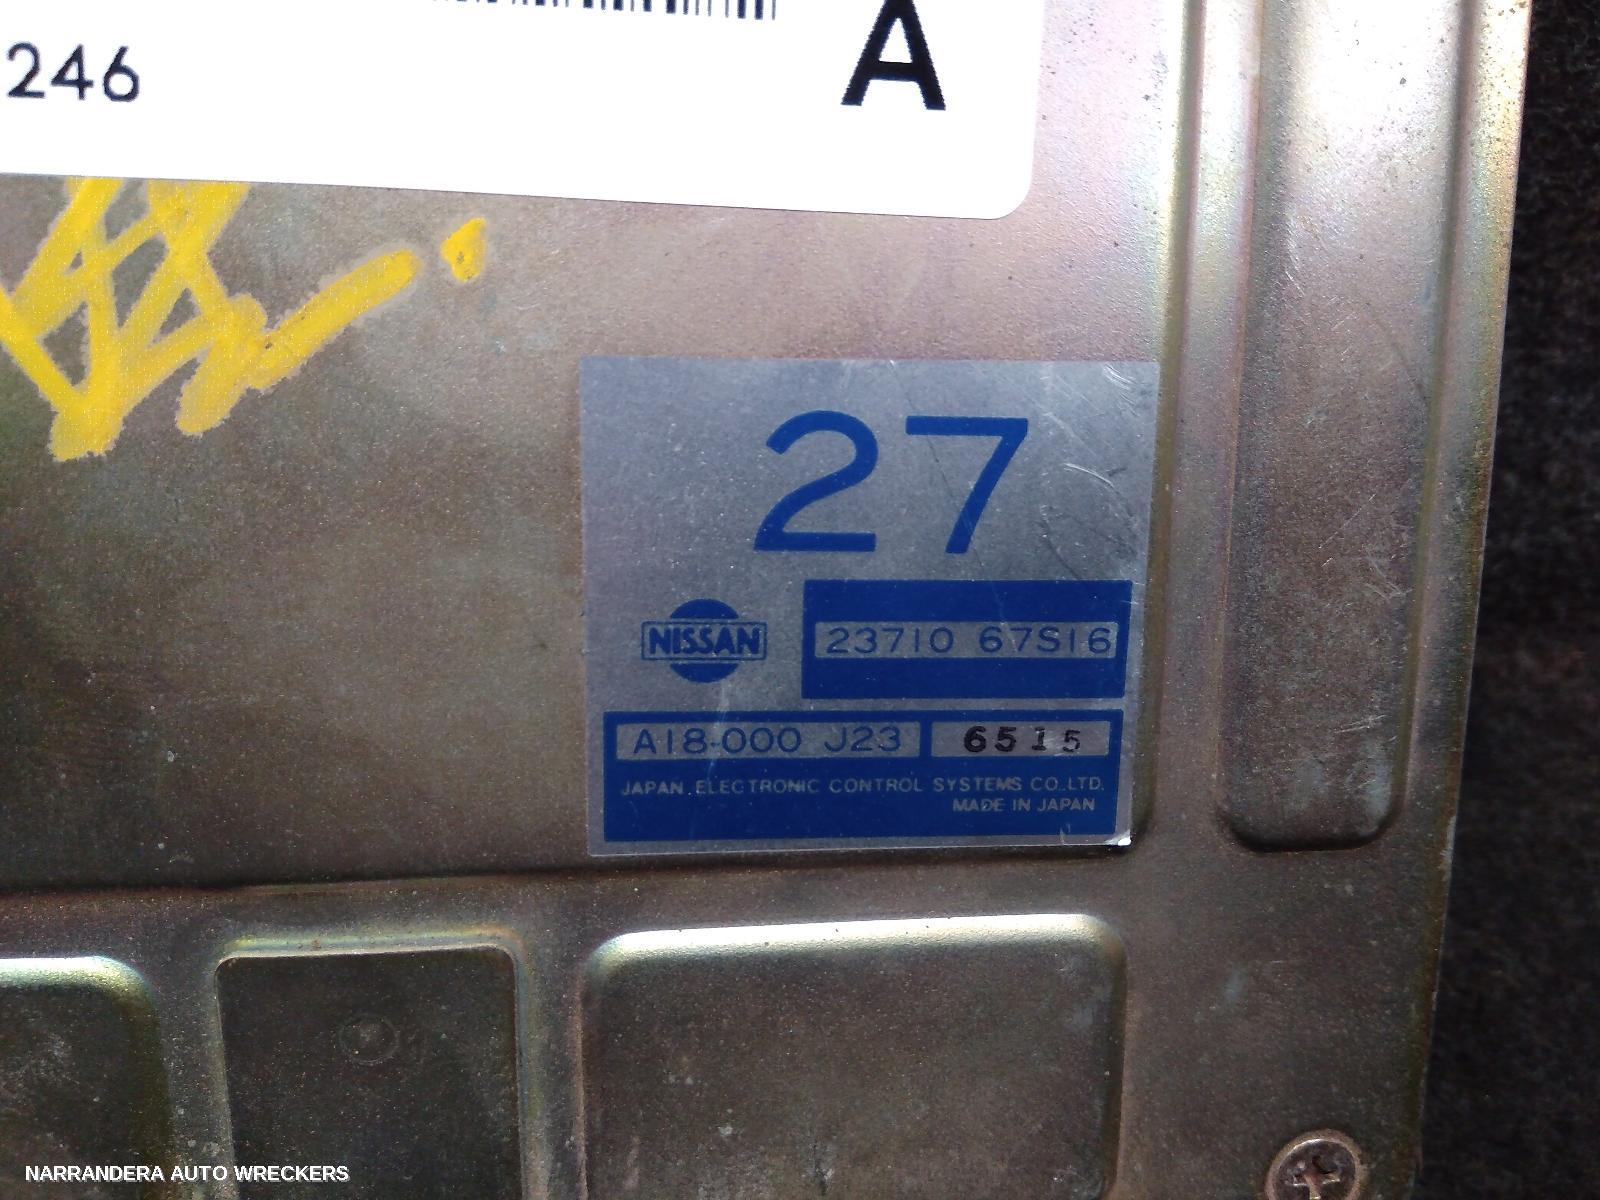 246
A
27
NISSAN
23710 67S16
A18-000 J23
6515
JAPAN ELECTRONIC CONTROL SYSTEMS CO.,LTD.
MADE IN JAPAN
NARRANDERA AUTO WRECKERS